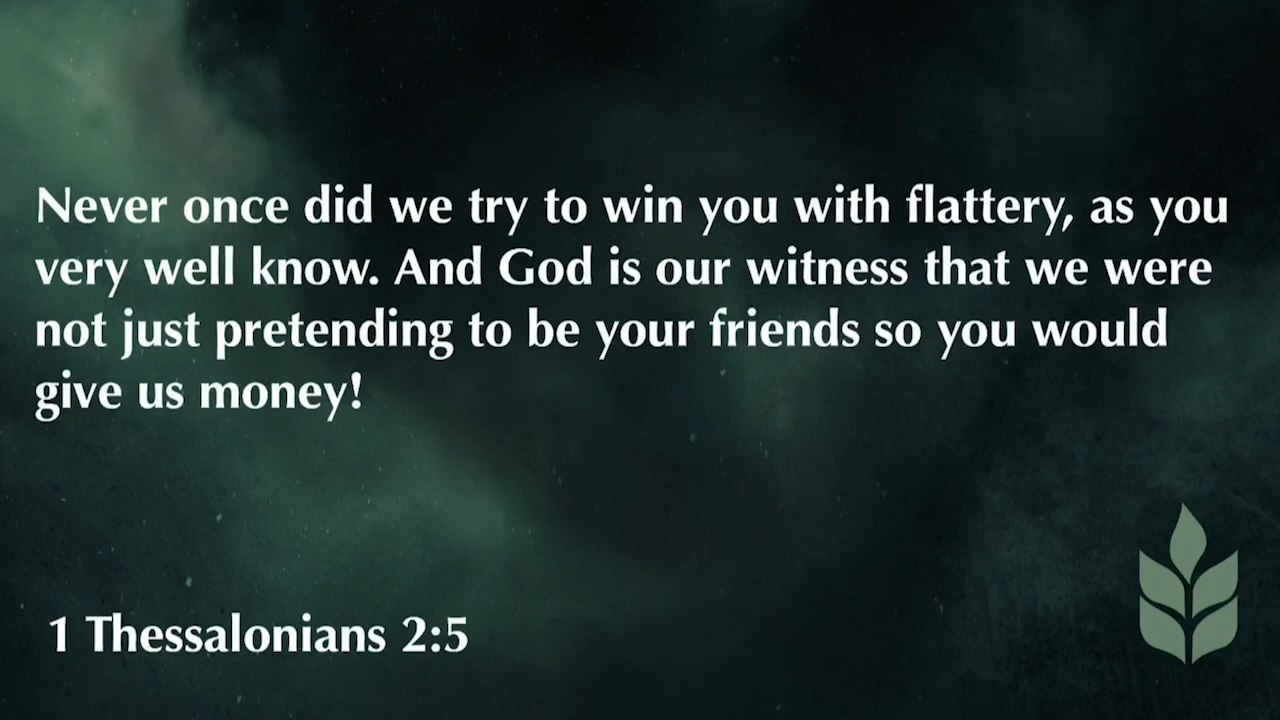 Never once did we try to win you with flattery, as you
very well know. And God is our witness that we were
not just pretending to be your friends so you would
give us money!
1 Thessalonians 2:5